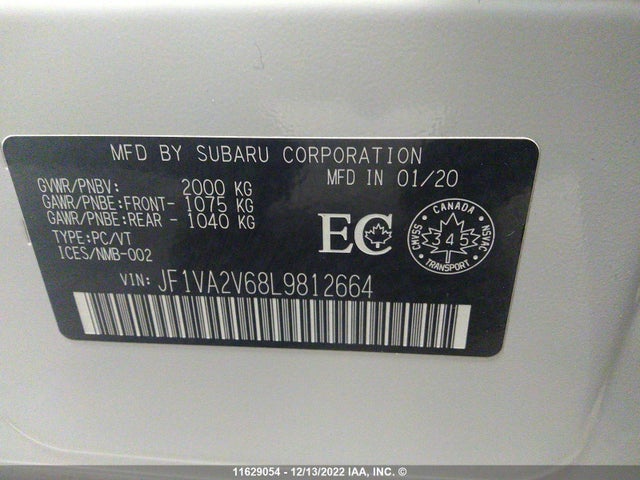 MFD BY SUBARU CORPORATION
GVWR/PNBV: 2000 KG
MFD IN 01/20
GAWR/PNBE:FRONT- 1075 KG
GAWR/PNBE:REAR - 1040 KG
TYPE:PC/VT
ICES/NMB-002
EC
CANADA
CMVSS 345 NSVAC
TRANSPORT
VIN: JF1VA2V68L9812664
11629054 - 12/13/2022 IAA, INC. ©